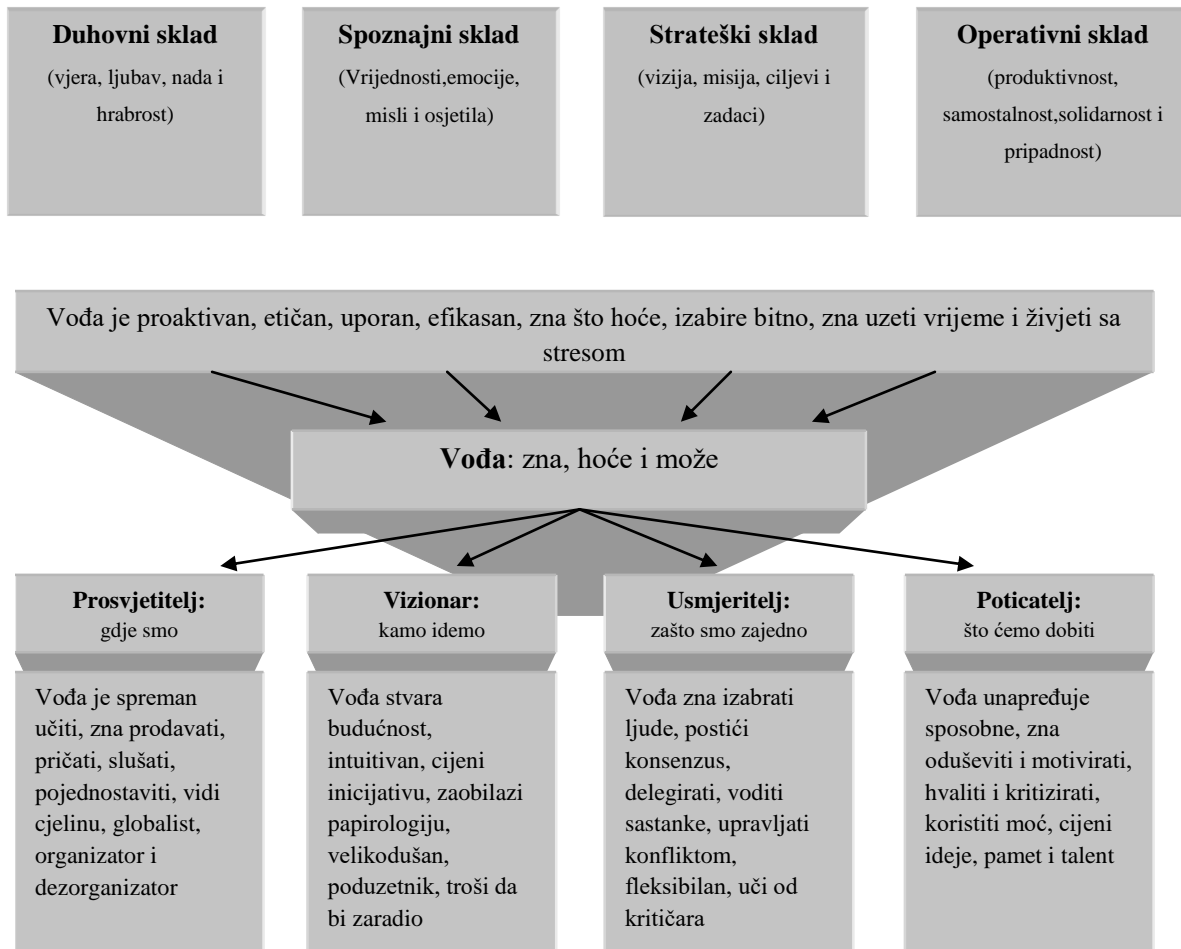 Duhovni sklad
(vjera, ljubav, nada i
hrabrost)
Spoznajni sklad
(Vrijednosti,emocije,
misli i osjetila)
Strateški sklad
(vizija, misija, ciljevi i
zadaci)
Operativni sklad
(produktivnost,
samostalnost,solidarnost i
pripadnost)
Vođa je proaktivan, etičan, uporan, efikasan, zna što hoće, izabire bitno, zna uzeti vrijeme i živjeti sa
stresom
Vođa: zna, hoće i može
Prosvjetitelj:
gdje smo
Vizionar:
kamo idemo
Usmjeritelj:
zašto smo zajedno
Poticatelj:
što ćemo dobiti
Vođa je spreman
učiti, zna prodavati,
pričati, slušati,
pojednostaviti, vidi
cjelinu, globalist,
organizator i
dezorganizator
Vođa stvara
budućnost,
intuitivan, cijeni
inicijativu, zaobilazi
papirologiju,
velikodušan,
poduzetnik, troši da
bi zaradio
Vođa zna izabrati
ljude, postići
konsenzus,
delegirati, voditi
sastanke, upravljati
konfliktom,
fleksibilan, uči od
kritičara
Vođa unapređuje
sposobne, zna
oduševiti i motivirati,
hvaliti i kritizirati,
koristiti moć, cijeni
ideje, pamet i talent